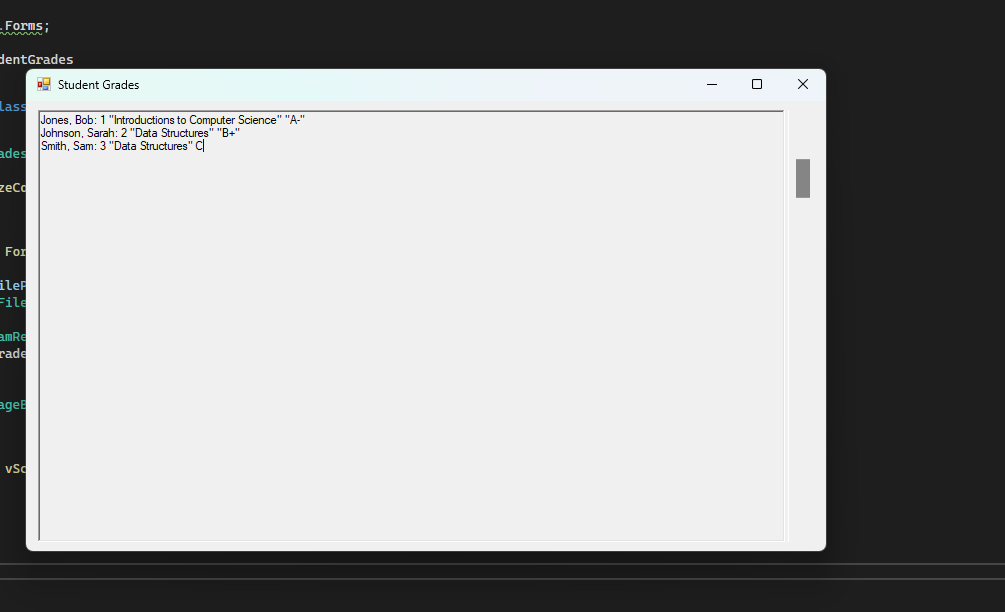 .Forms;
dentGrades
Student Grades
lass
Jones, Bob: 1 "Introductions to Computer Science" "A-"
Johnson, Sarah: 2 "Data Structures" "B+"
Smith, Sam: 3 "Data Structures" C
ades
zeCo
For
ileP
File
amRe
rade
ageB
vSc